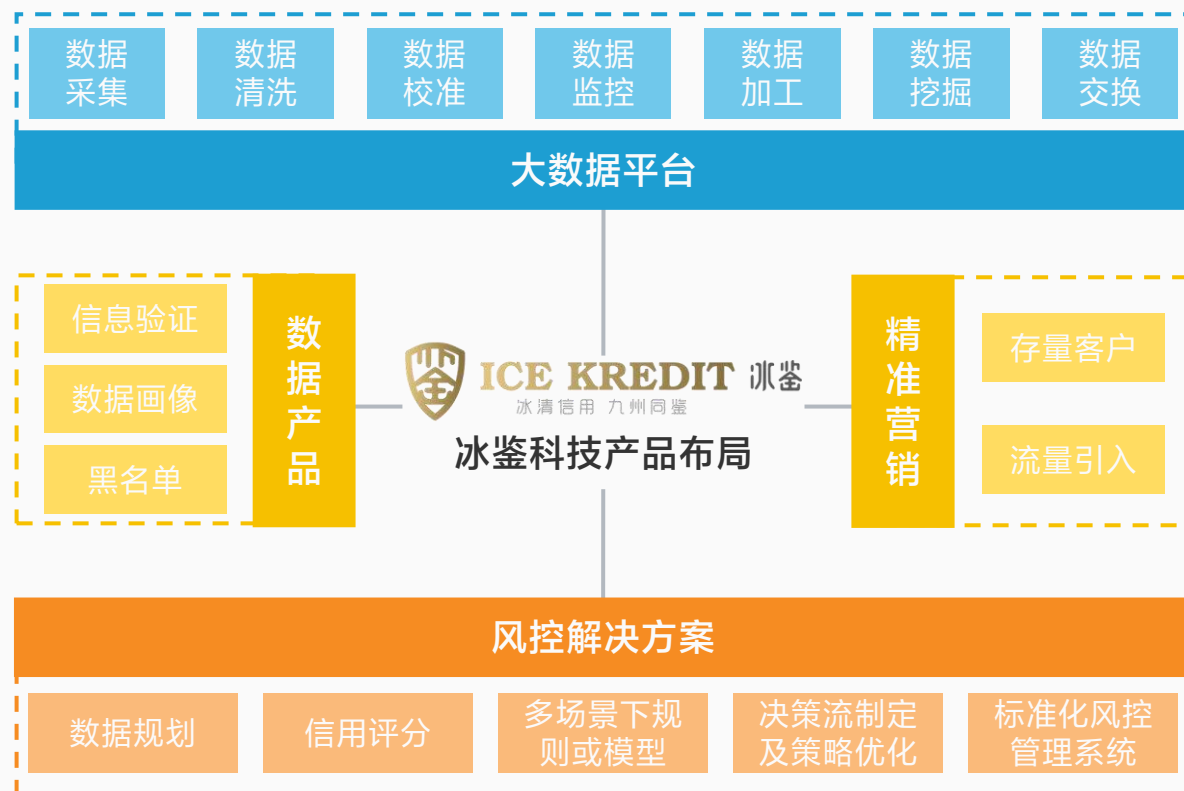 数据
采集
数据
清洗
数据
校准
数据
监控
数据
加工
数据
挖掘
数据
交换
大数据平台
信息验证
数据画像
黑名单
数据产品
鉴
ICE KREDIT 冰鉴
冰清信用 九州同鉴
冰鉴科技产品布局
精准营销
存量客户
流量引入
风控解决方案
数据规划
信用评分
多场景下规
则或模型
决策流制定
及策略优化
标准化风控
管理系统